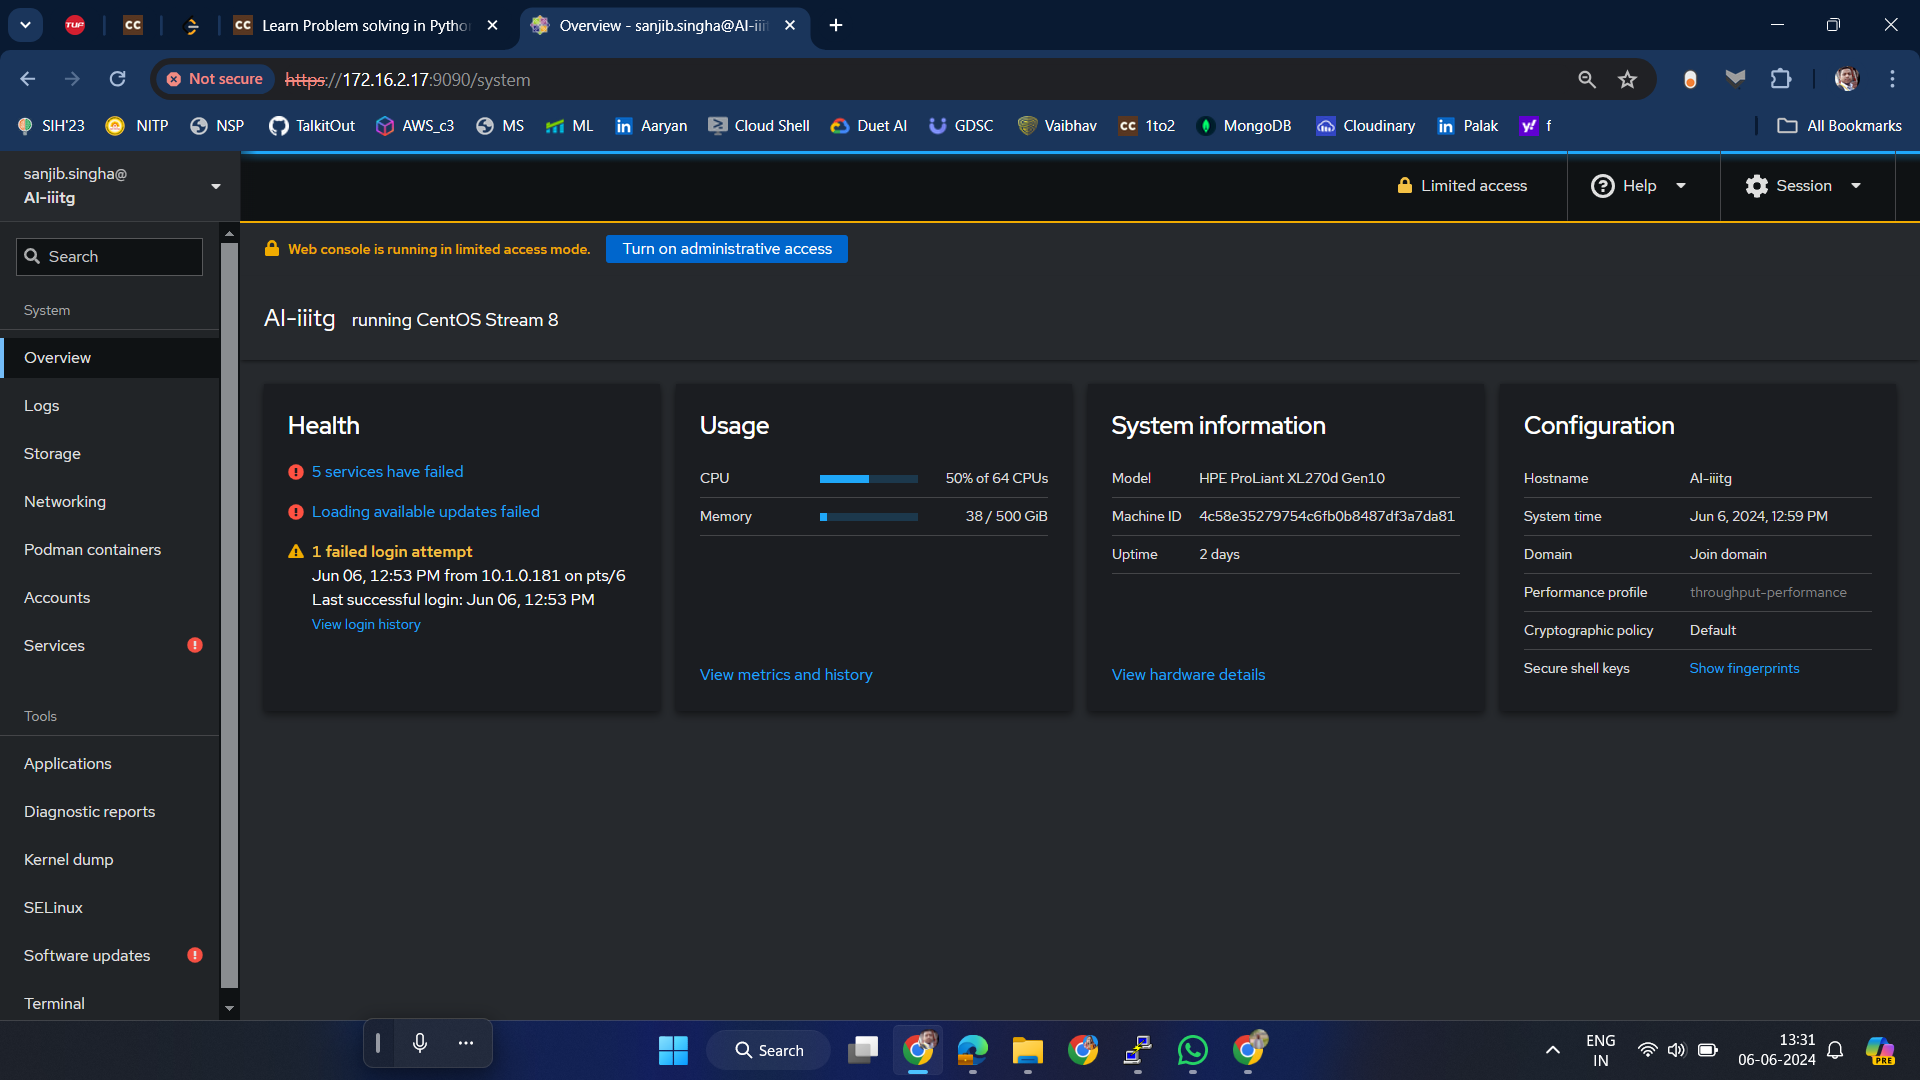 TUF
CC
CC Learn Problem solving in Pytho
Overview - sanjib.singha@AI-iiit
Not secure
https://172.16.2.17:9090/system
SIH'23
NITP
NSP
TalkitOut
AWS_c3
MS
ML
in Aaryan
Cloud Shell
Duet AI
GDSC
Vaibhav
CC 1to2
MongoDB
Cloudinary
in Palak
y! f
All Bookmarks
sanjib.singha@
AI-iiitg
Limited access
? Help
Session
Web console is running in limited access mode.
Turn on administrative access
Search
System
Overview
Logs
Storage
Networking
Podman containers
Accounts
Services
Tools
Applications
Diagnostic reports
Kernel dump
SELinux
Software updates
Terminal
AI-iiitg running CentOS Stream 8
Health
5 services have failed
Loading available updates failed
1 failed login attempt
Jun 06, 12:53 PM from 10.1.0.181 on pts/6
Last successful login: Jun 06, 12:53 PM
View login history
Usage
CPU 50% of 64 CPUs
Memory 38 / 500 GiB
View metrics and history
System information
Model HPE ProLiant XL270d Gen10
Machine ID 4c58e35279754c6fb0b8487df3a7da81
Uptime 2 days
View hardware details
Configuration
Hostname AI-iiitg
System time Jun 6, 2024, 12:59 PM
Domain Join domain
Performance profile throughput-performance
Cryptographic policy Default
Secure shell keys Show fingerprints
Search
ENG
IN
13:31
06-06-2024
PRE